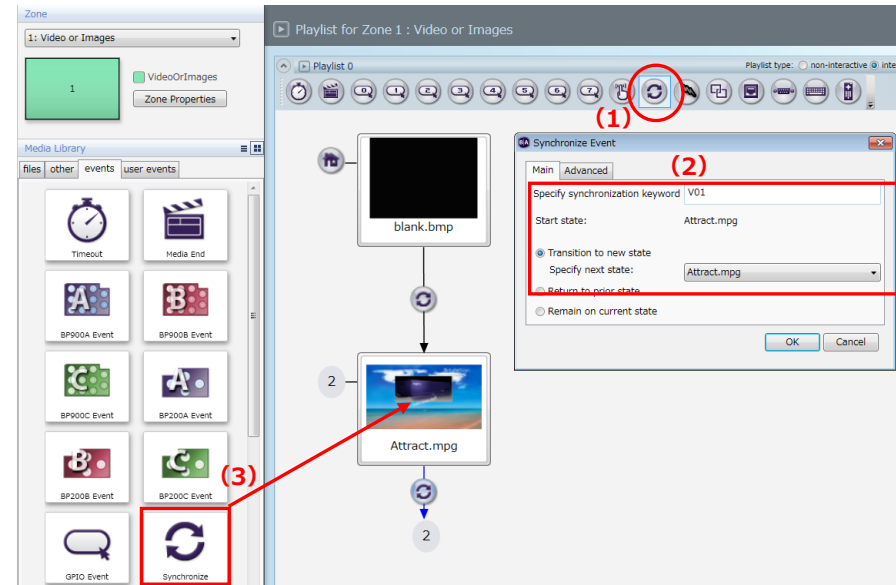 Zone
1: Video or Images
1
VideoOrImages
Zone Properties
Media Library
files other events user events
Timeout
Media End
BP900A Event
BP900B Event
BP900C Event
BP200A Event
BP200B Event
BP200C Event
GPIO Event
Synchronize
Playlist for Zone 1 : Video or Images
Playlist 0
Playlist type: non-interactive inte
(1)
blank.bmp
2
Attract.mpg
2
(3)
Synchronize Event
(2)
Main Advanced
Specify synchronization keyword V01
Start state: Attract.mpg
Transition to new state
Specify next state: Attract.mpg
Return to prior state
Remain on current state
OK Cancel